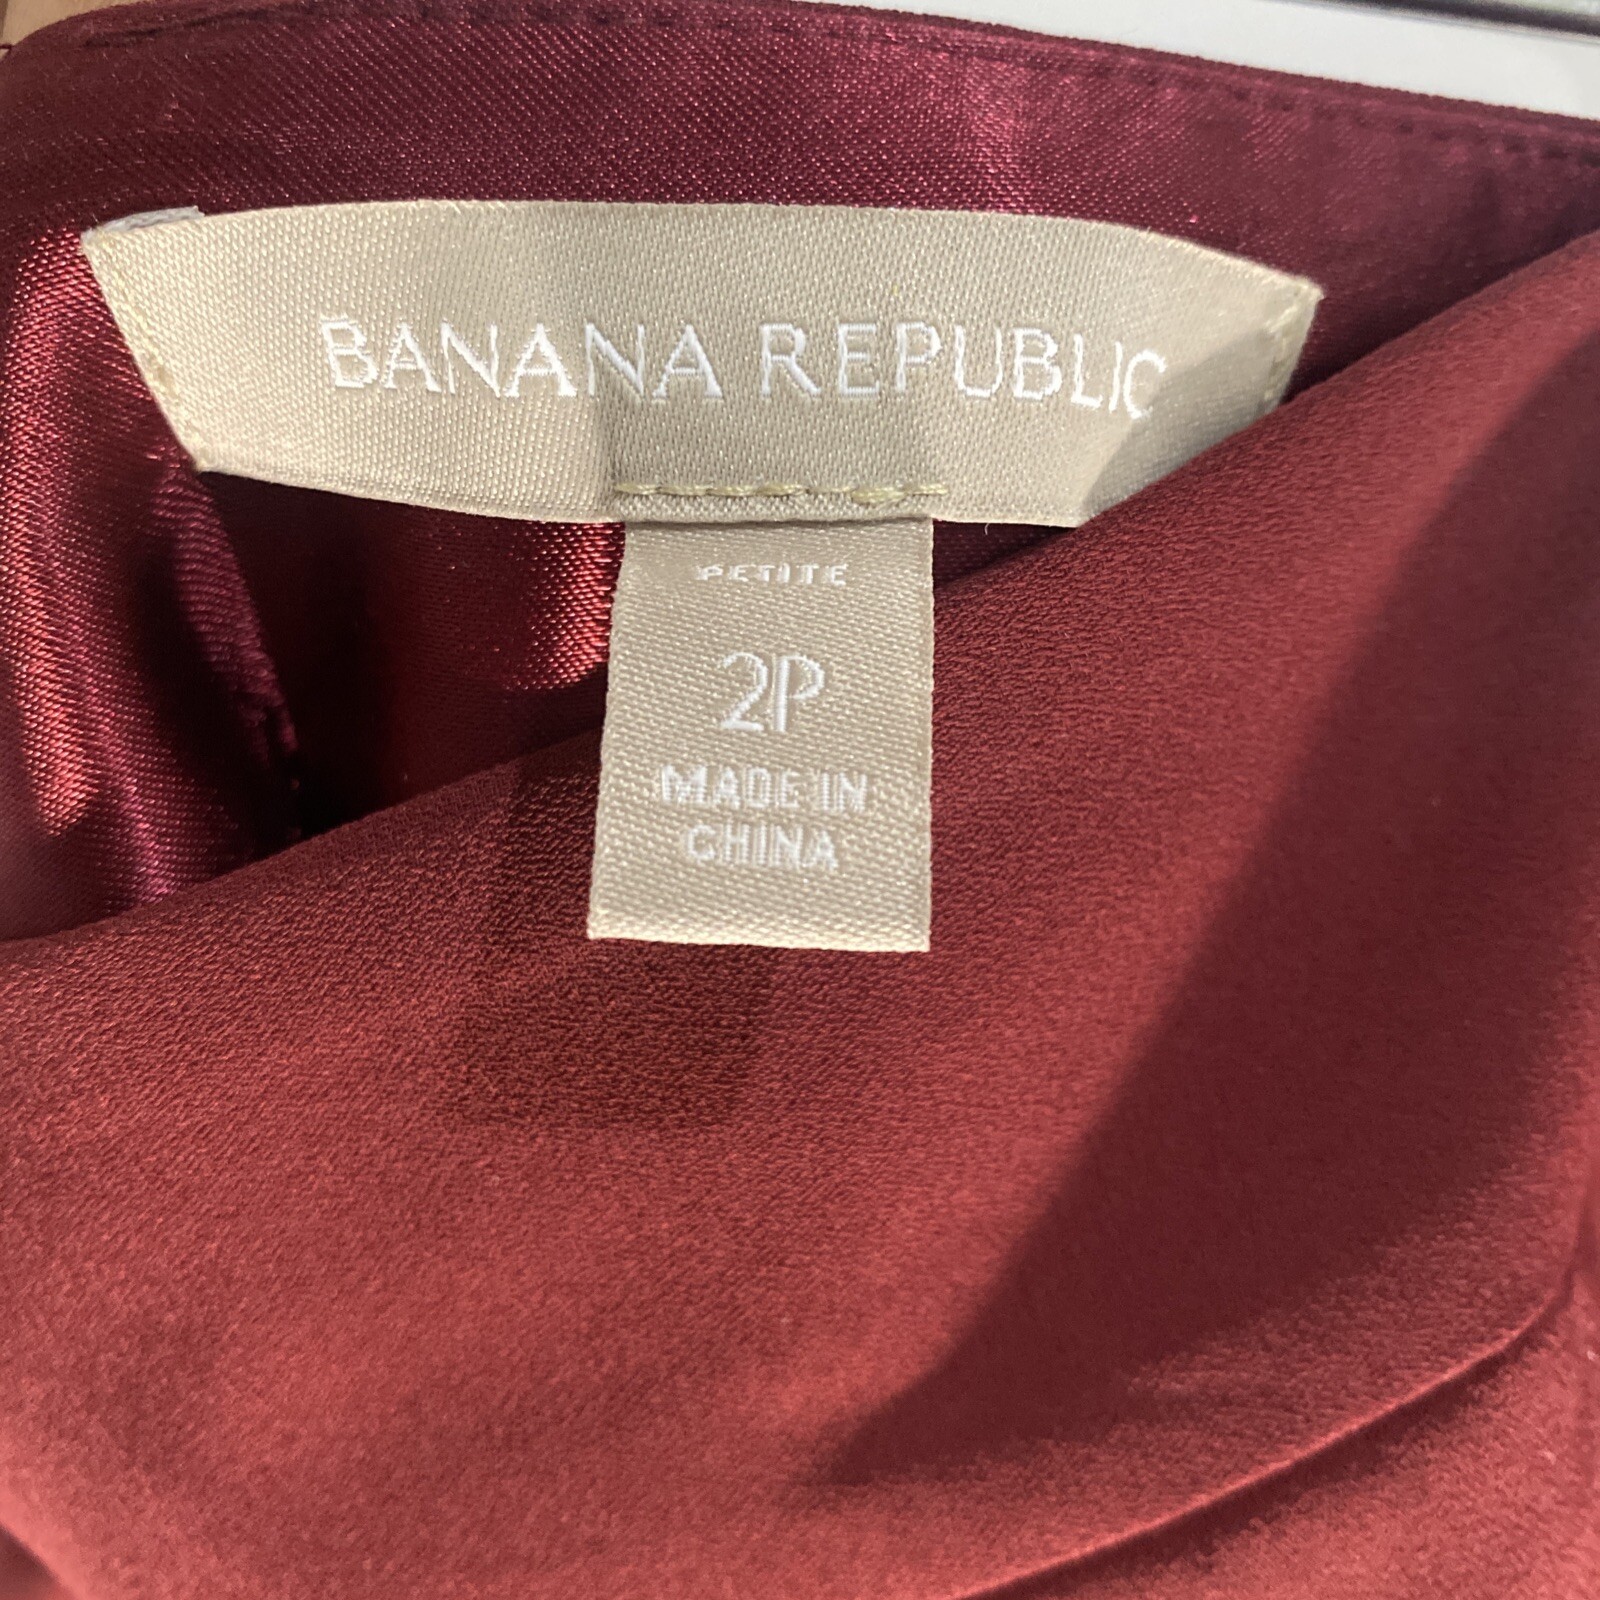 BANANA REPUBLIC
PETITE
2P
MADE IN
CHINA